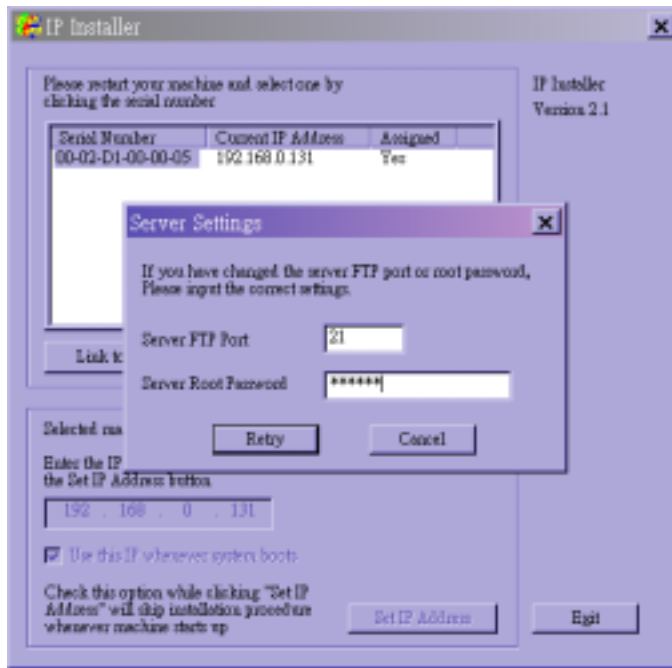 IP Installer
Please restart your machine and select one by
clicking the serial number
IP Installer
Version 2.1
Serial Number Current IP Address Assigned
00-02-D1-00-00-05 192.168.0.131 Yes
Server Settings
If you have changed the server FTP port or root password,
Please input the correct settings.
Server FTP Port 21
Link to
Server Root Password ******
Retry Cancel
Selected
Enter the IP
the Set IP Address button
192 . 168 . 0 . 131
Use this IP whenever system boots
Check this option while clicking "Set IP
Address" will skip installation procedure
whenever machine starts up
Set IP Address
Exit